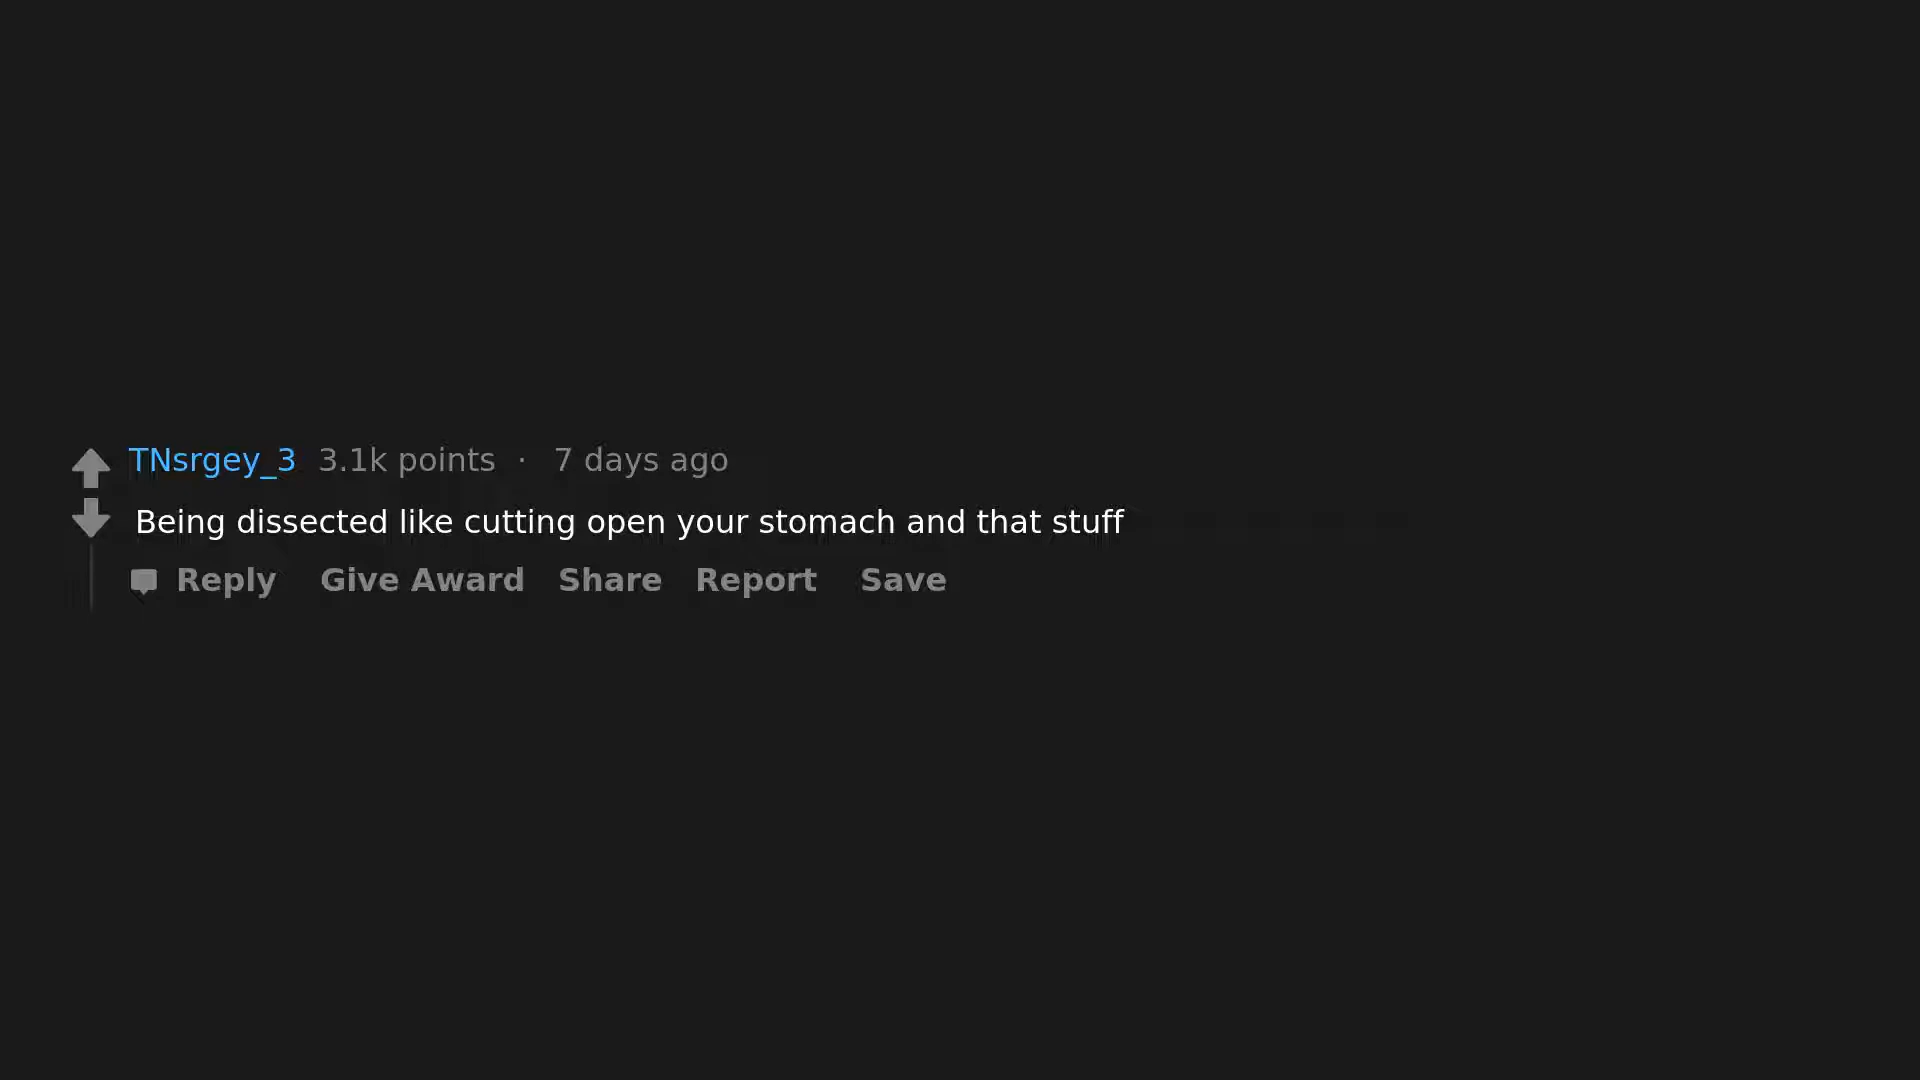 TNsrgey_3 3.1k points · 7 days ago
Being dissected like cutting open your stomach and that stuff
Reply Give Award Share Report Save